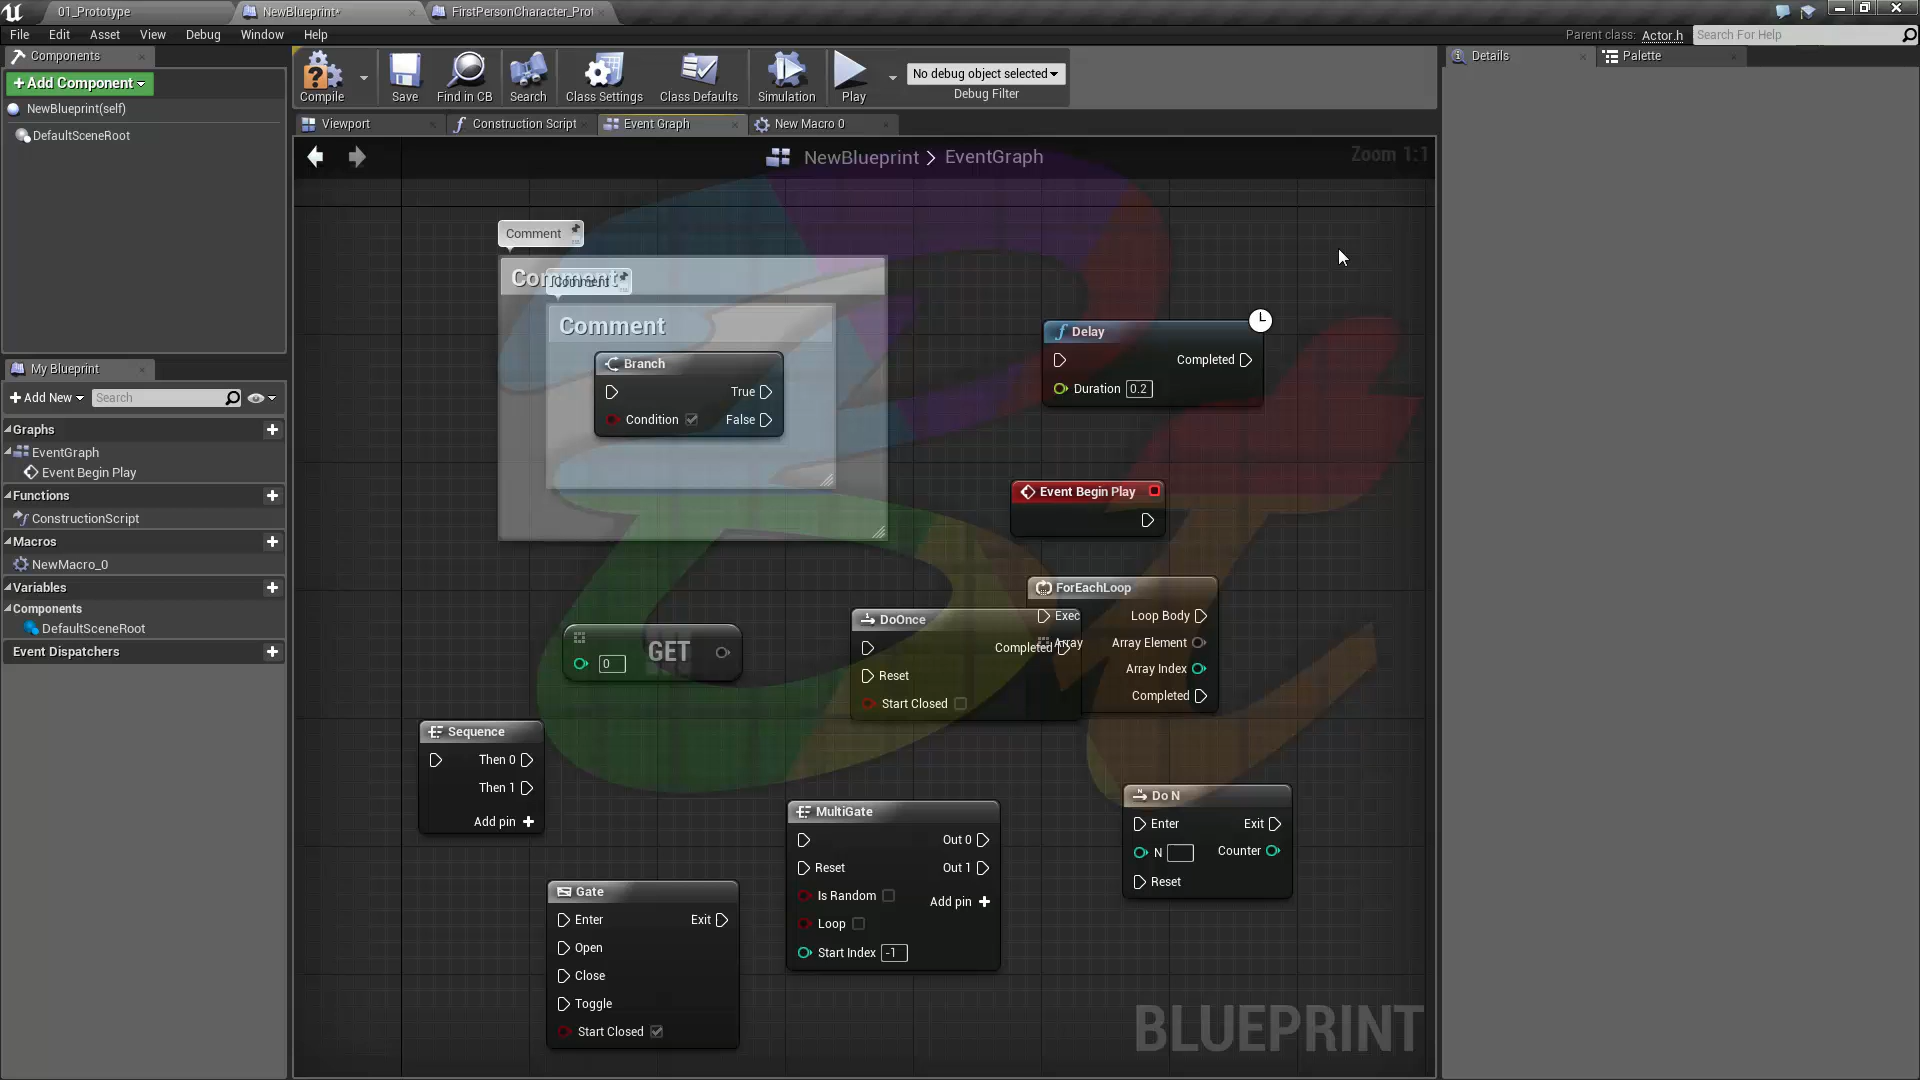 01_Prototype
NewBlueprint*
FirstPersonCharacter_Prot
File Edit Asset View Debug Window Help
Parent class: Actor.h
Search For Help
Components
+ Add Component
NewBlueprint(self)
DefaultSceneRoot
Compile
Save
Find in CB
Search
Class Settings
Class Defaults
Simulation
Play
No debug object selected
Debug Filter
Details
Palette
Viewport
Construction Script
Event Graph
New Macro 0
NewBlueprint > EventGraph
Zoom 1:1
My Blueprint
+ Add New
Search
Graphs
EventGraph
Event Begin Play
Functions
ConstructionScript
Macros
NewMacro_0
Variables
Components
DefaultSceneRoot
Event Dispatchers
Comment
Comment
Comment
Comment
Branch
True
Condition
False
Delay
Completed
Duration 0.2
Event Begin Play
ForEachLoop
Exec
Loop Body
Array
Array Element
Array Index
Completed
GET
0
DoOnce
Completed
Reset
Start Closed
Sequence
Then 0
Then 1
Add pin +
MultiGate
Out 0
Reset
Out 1
Is Random
Add pin +
Loop
Start Index -1
Do N
Enter
Exit
N
Counter
Reset
Gate
Enter
Exit
Open
Close
Toggle
Start Closed
BLUEPRINT